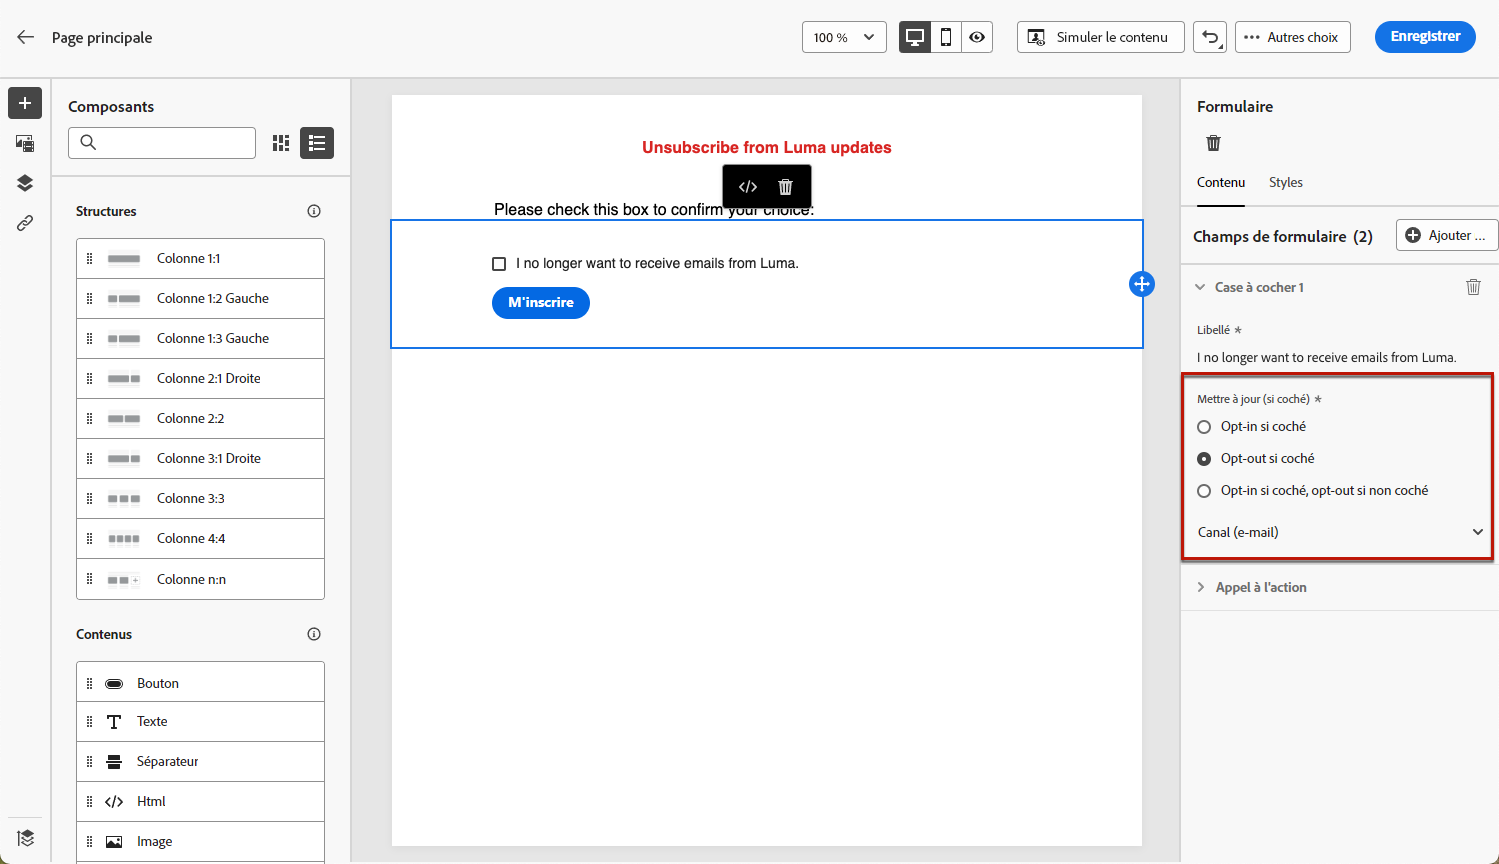 Page principale
100 %
Simuler le contenu
Autres choix
Enregistrer
Composants
Structures
Colonne 1:1
Colonne 1:2 Gauche
Colonne 1:3 Gauche
Colonne 2:1 Droite
Colonne 2:2
Colonne 3:1 Droite
Colonne 3:3
Colonne 4:4
Colonne n:n
Contenus
Bouton
Texte
Séparateur
Html
Image
Unsubscribe from Luma updates
Please check this box to confirm your choice:
I no longer want to receive emails from Luma.
M'inscrire
Formulaire
Contenu Styles
Champs de formulaire (2)
Ajouter ...
Case à cocher 1
Libellé *
I no longer want to receive emails from Luma.
Mettre à jour (si coché) *
Opt-in si coché
Opt-out si coché
Opt-in si coché, opt-out si non coché
Canal (e-mail)
Appel à l'action